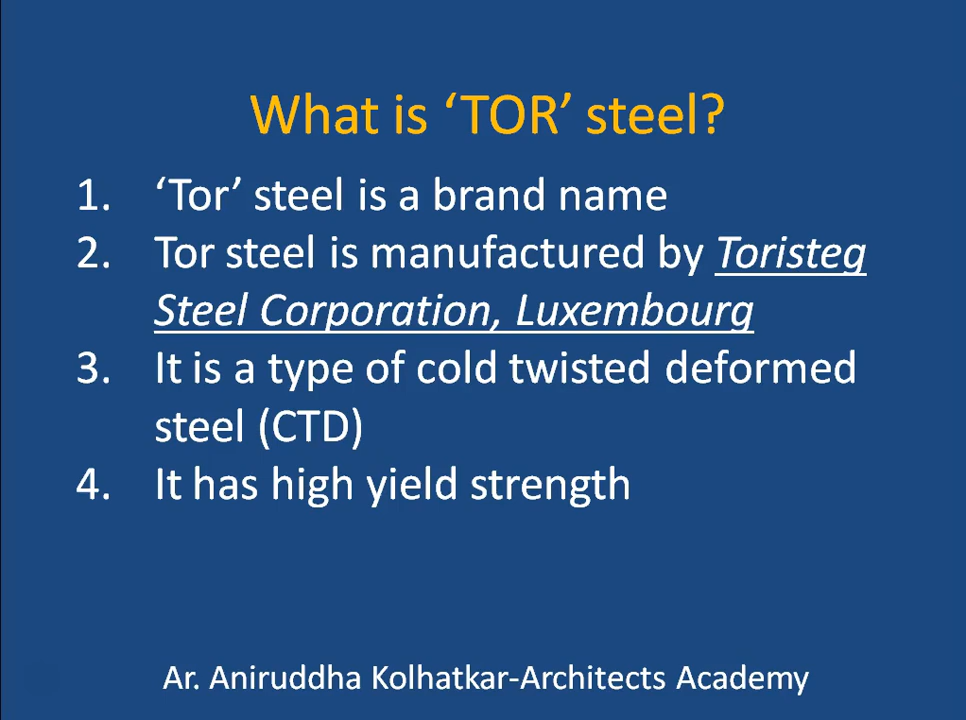 What is ‘TOR’ steel?
1. ‘Tor’ steel is a brand name
2. Tor steel is manufactured by Toristeg
Steel Corporation, Luxembourg
3. It is a type of cold twisted deformed
steel (CTD)
4. It has high yield strength
Ar. Aniruddha Kolhatkar-Architects Academy